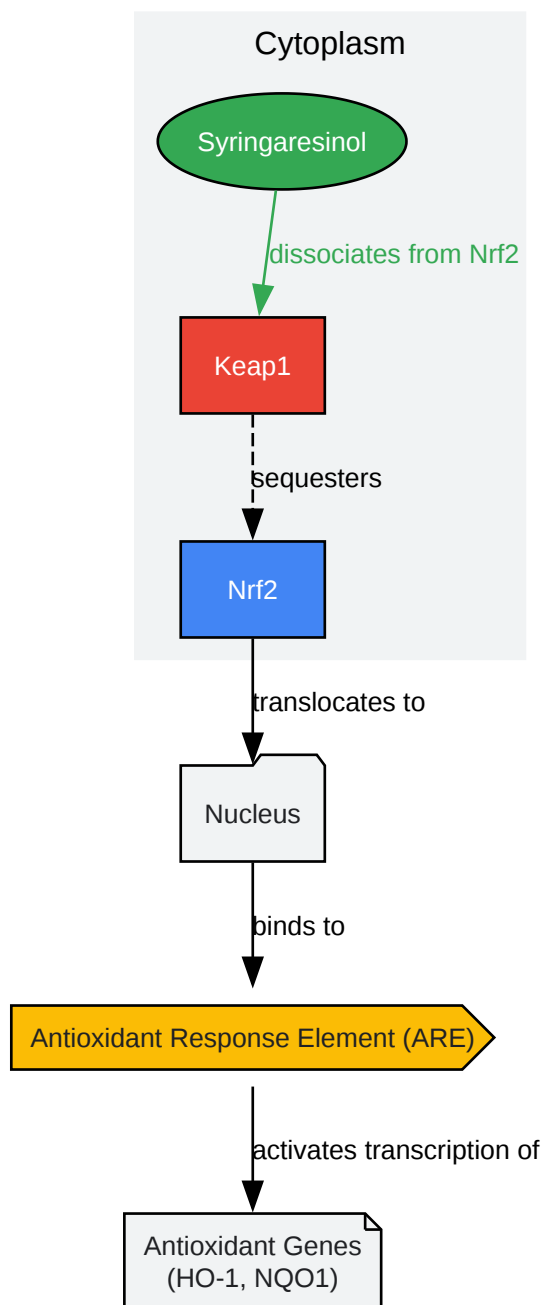 Cytoplasm
Syringaresinol
dissociates from Nrf2
Keap1
sequesters
Nrf2
translocates to
Nucleus
binds to
Antioxidant Response Element (ARE)
activates transcription of
Antioxidant Genes
(HO-1, NQO1)